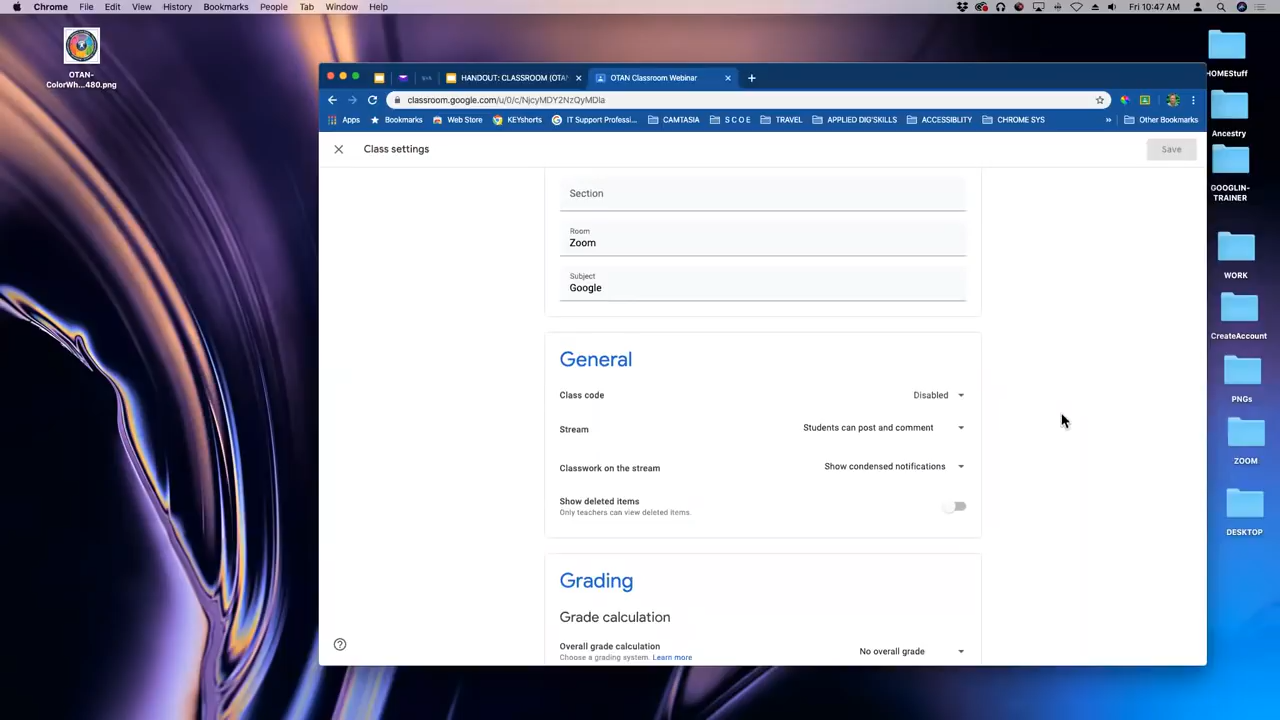 Chrome File Edit View History Bookmarks People Tab Window Help Fri 10:47 AM
OTAN-
ColorWh...480.png
HANDOUT: CLASSROOM (OTAN
OTAN Classroom Webinar
classroom.google.com/u/0/c/NjcyMDY2NzQyMDla
Apps Bookmarks Web Store KEYshorts IT Support Professi... CAMTASIA S C O E TRAVEL APPLIED DIG'SKILLS ACCESSIBLITY CHROME SYS » Other Bookmarks
Class settings
Save
Section
Room
Zoom
Subject
Google
General
Class code Disabled
Stream Students can post and comment
Classwork on the stream Show condensed notifications
Show deleted items
Only teachers can view deleted items.
Grading
Grade calculation
Overall grade calculation No overall grade
Choose a grading system. Learn more
HOMEStuff
Ancestry
GOOGLIN-
TRAINER
WORK
CreateAccount
PNGs
ZOOM
DESKTOP